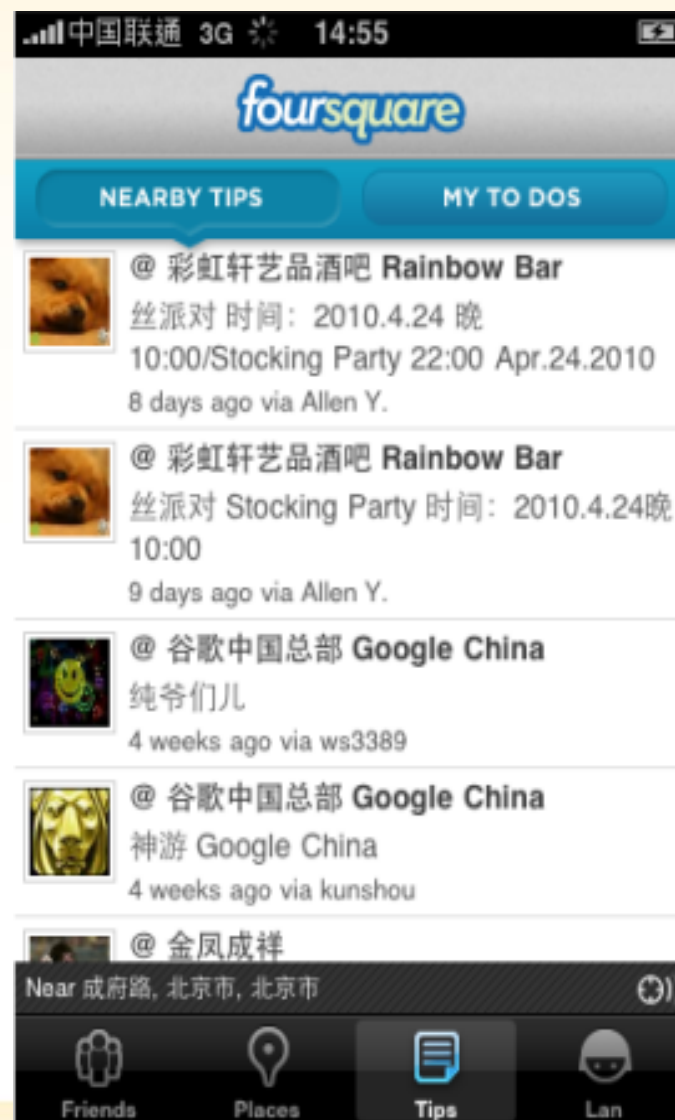 中国联通 3G 14:55
foursquare
NEARBY TIPS MY TO DOS
@ 彩虹轩艺品酒吧 Rainbow Bar
丝派对 时间：2010.4.24 晚
10:00/Stocking Party 22:00 Apr.24.2010
8 days ago via Allen Y.
@ 彩虹轩艺品酒吧 Rainbow Bar
丝派对 Stocking Party 时间：2010.4.24晚
10:00
9 days ago via Allen Y.
@ 谷歌中国总部 Google China
纯爷们儿
4 weeks ago via ws3389
@ 谷歌中国总部 Google China
神游 Google China
4 weeks ago via kunshou
@ 金凤成祥
Near 成府路, 北京市, 北京市
Friends Places Tips Lan